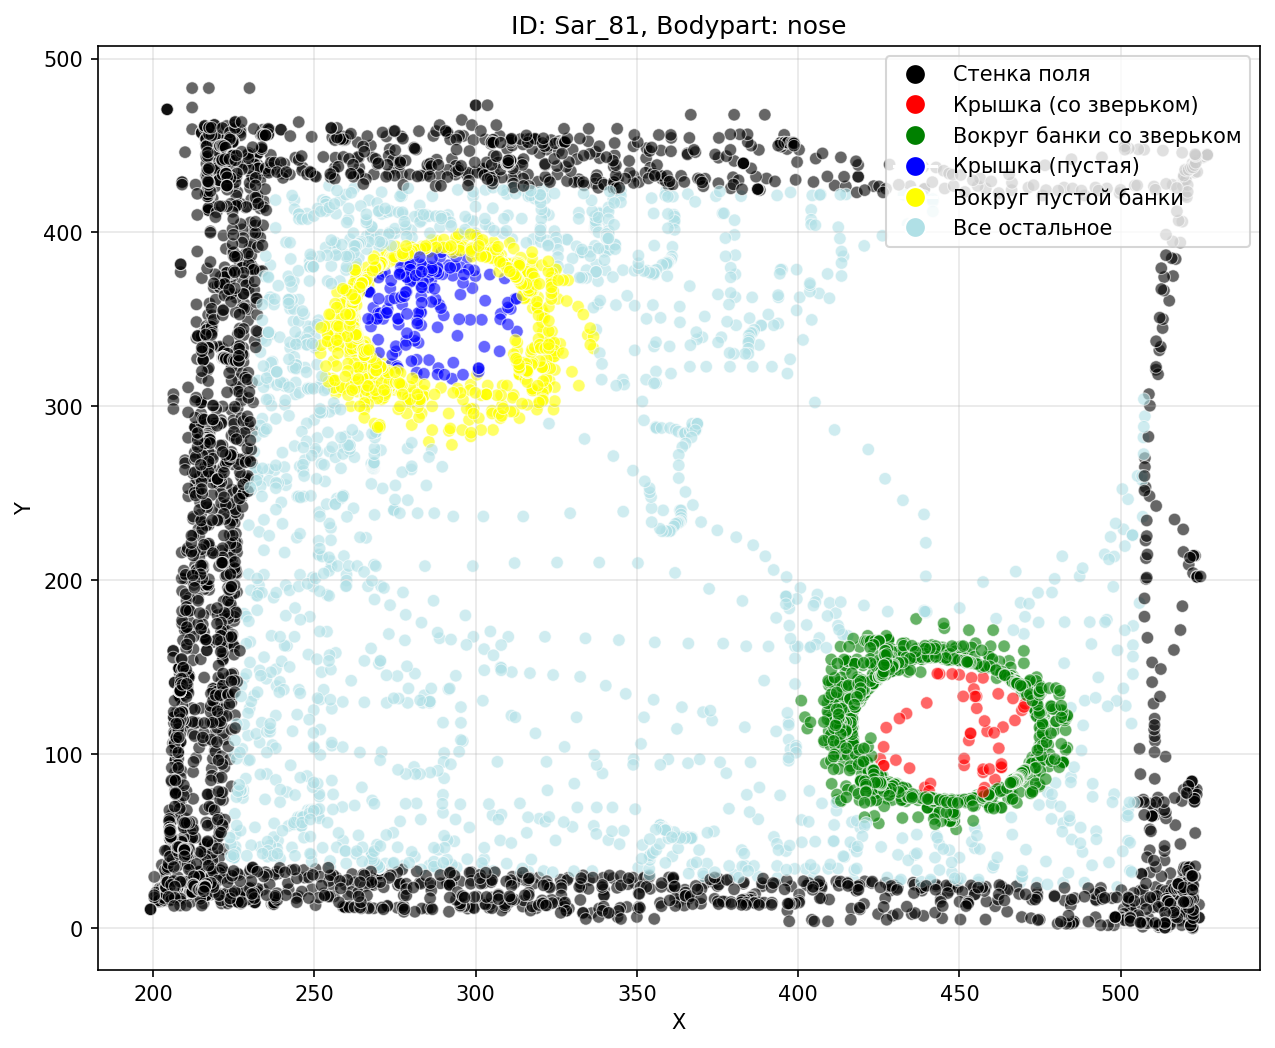 ID: Sar_81, Bodypart: nose
Стенка поля
Крышка (со зверьком)
Вокруг банки со зверьком
Крышка (пустая)
Вокруг пустой банки
Все остальное
500
400
300
200
100
0
Y
200
250
300
350
400
450
500
X